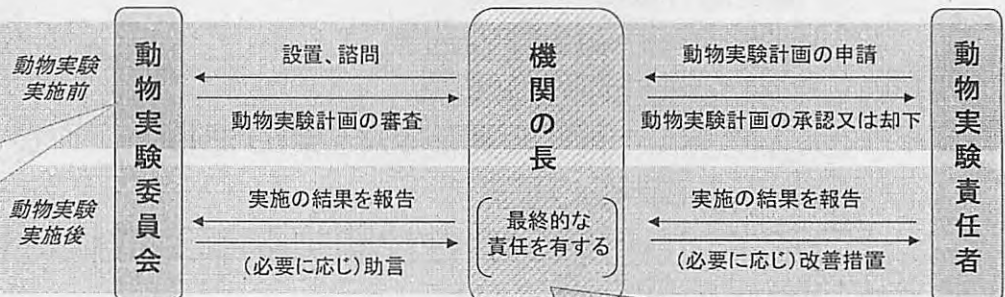 動物実験
実施前
動物実験委員会
設置、諮問
動物実験計画の審査
機関の長
動物実験計画の申請
動物実験計画の承認又は却下
動物実験責任者
動物実験
実施後
実施の結果を報告
(必要に応じ)助言
最終的な
責任を有する
実施の結果を報告
(必要に応じ)改善措置